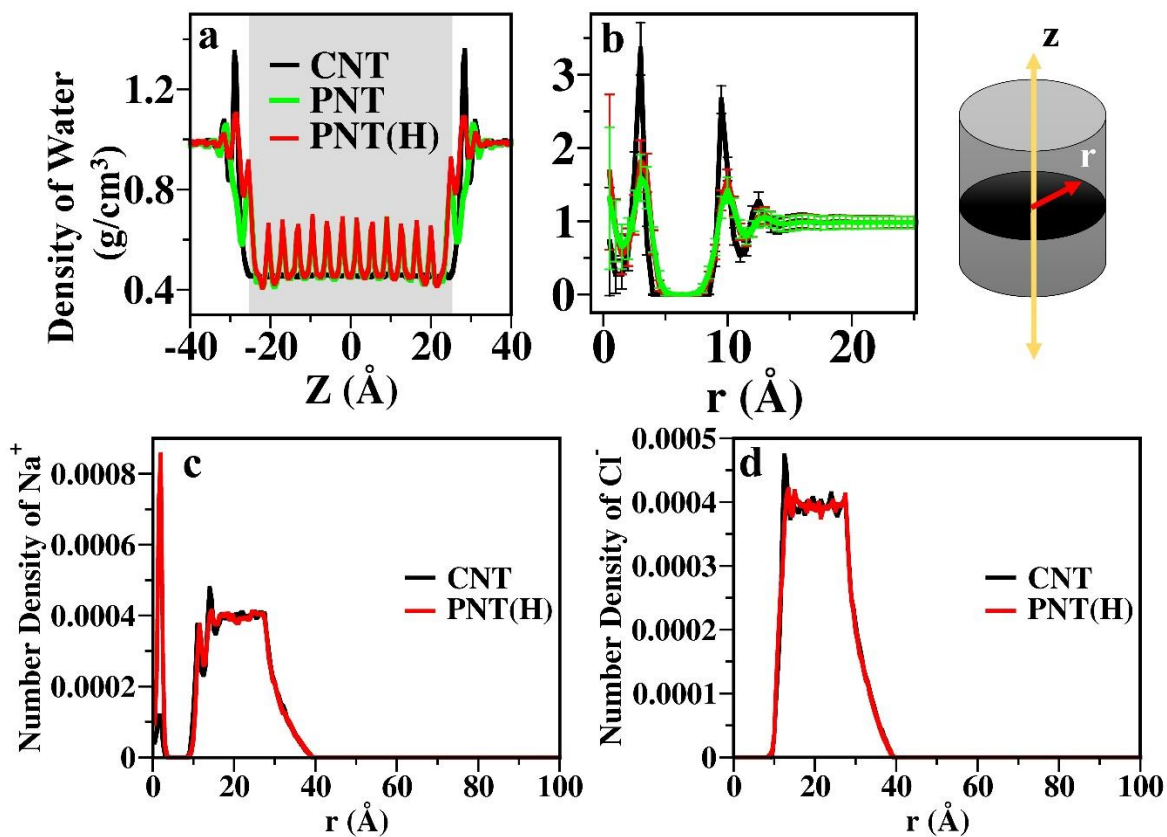 a
CNT
PNT
PNT(H)
Density of Water
(g/cm³)
1.2
0.8
0.4
-40 -20 0 20 40
Z (Å)
b
3
2
1
0
0 10 20
r (Å)
z
r
c
Number Density of Na⁺
0.0008
0.0006
0.0004
0.0002
0
CNT
PNT(H)
0 20 40 60 80 100
r (Å)
d
Number Density of Cl⁻
0.0005
0.0004
0.0003
0.0002
0.0001
0
CNT
PNT(H)
0 20 40 60 80 100
r (Å)